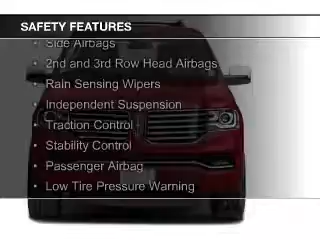 SAFETY FEATURES
• Side Airbags
• 2nd and 3rd Row Head Airbags
• Rain Sensing Wipers
• Independent Suspension
• Traction Control
• Stability Control
• Passenger Airbag
• Low Tire Pressure Warning